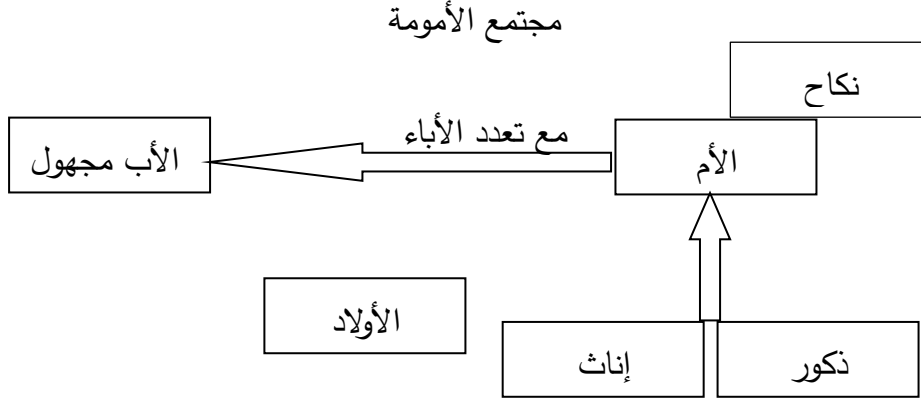 مجتمع الأمومة
نكاح
الأم
مع تعدد الأباء
الأب مجهول
الأولاد
ذكور
إناث